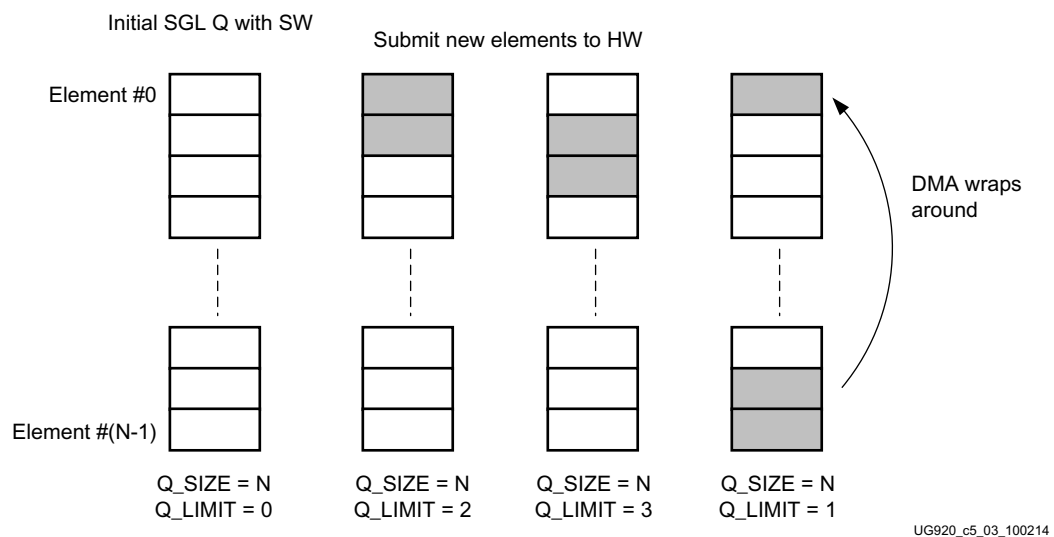 Initial SGL Q with SW
Submit new elements to HW
Element #0
DMA wraps
around
Element #(N-1)
Q_SIZE = N
Q_LIMIT = 0
Q_SIZE = N
Q_LIMIT = 2
Q_SIZE = N
Q_LIMIT = 3
Q_SIZE = N
Q_LIMIT = 1
UG920_c5_03_100214